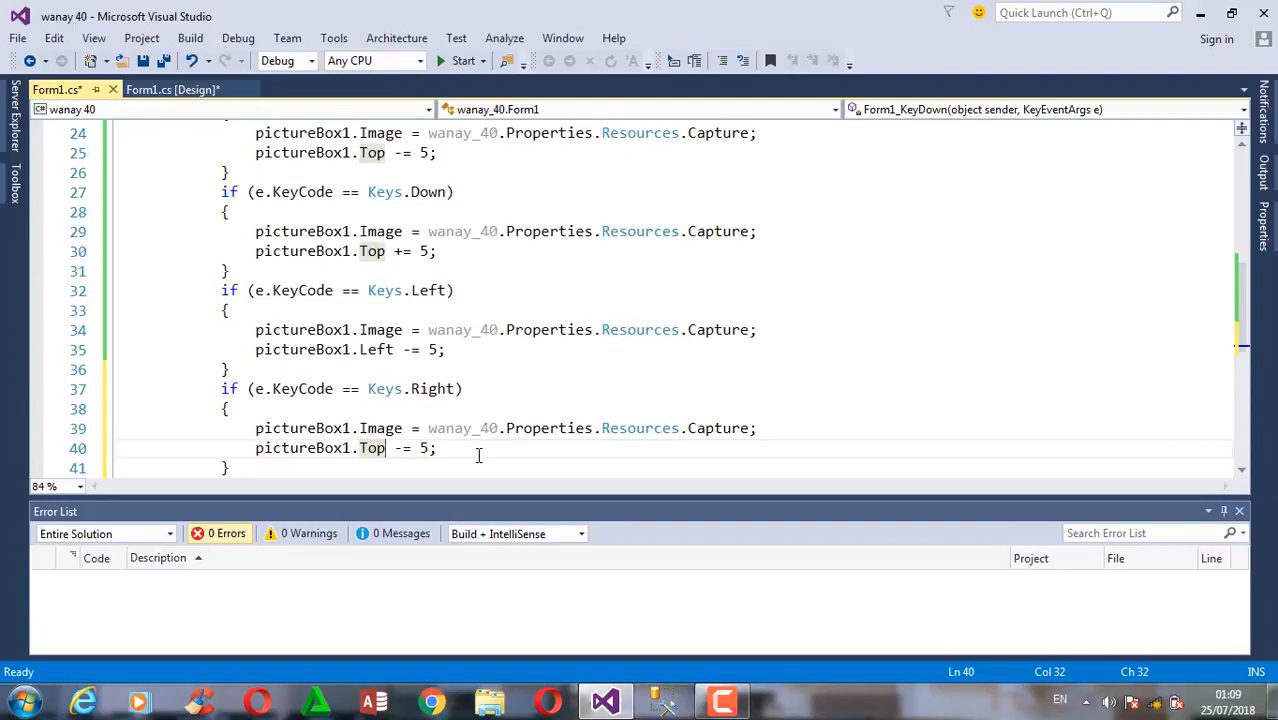 wanay 40 - Microsoft Visual Studio
Quick Launch (Ctrl+Q)
File Edit View Project Build Debug Team Tools Architecture Test Analyze Window Help
Sign in
Debug Any CPU Start
Form1.cs* Form1.cs [Design]*
wanay 40 wanay_40.Form1 Form1_KeyDown(object sender, KeyEventArgs e)
Server Explorer
Toolbox
Notifications
Output
Properties
24 pictureBox1.Image = wanay_40.Properties.Resources.Capture;
25 pictureBox1.Top -= 5;
26 }
27 if (e.KeyCode == Keys.Down)
28 {
29 pictureBox1.Image = wanay_40.Properties.Resources.Capture;
30 pictureBox1.Top += 5;
31 }
32 if (e.KeyCode == Keys.Left)
33 {
34 pictureBox1.Image = wanay_40.Properties.Resources.Capture;
35 pictureBox1.Left -= 5;
36 }
37 if (e.KeyCode == Keys.Right)
38 {
39 pictureBox1.Image = wanay_40.Properties.Resources.Capture;
40 pictureBox1.Top -= 5;
41 }
84 %
Error List
Entire Solution 0 Errors 0 Warnings 0 Messages Build + IntelliSense Search Error List
Code Description Project File Line
Ready Ln 40 Col 32 Ch 32 INS
EN 01:09
25/07/2018